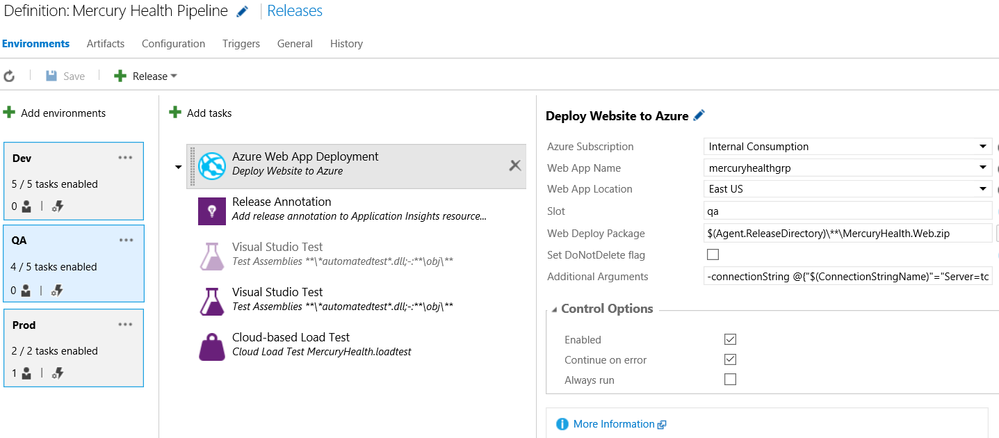 Definition: Mercury Health Pipeline | Releases
Environments Artifacts Configuration Triggers General History
Save Release
Add environments
Dev ...
5 / 5 tasks enabled
0 |
QA ...
4 / 5 tasks enabled
0 |
Prod ...
2 / 2 tasks enabled
1 |
Add tasks
Azure Web App Deployment
Deploy Website to Azure
Release Annotation
Add release annotation to Application Insights resource...
Visual Studio Test
Test Assemblies **\*automatedtest*.dll;-:**\obj\**
Visual Studio Test
Test Assemblies **\*automatedtest*.dll;-:**\obj\**
Cloud-based Load Test
Cloud Load Test MercuryHealth.loadtest
Deploy Website to Azure
Azure Subscription Internal Consumption
Web App Name mercuryhealthgrp
Web App Location East US
Slot qa
Web Deploy Package $(Agent.ReleaseDirectory)\**\MercuryHealth.Web.zip
Set DoNotDelete flag
Additional Arguments -connectionString @{"$(ConnectionStringName)"="Server=tc
Control Options
Enabled
Continue on error
Always run
More Information